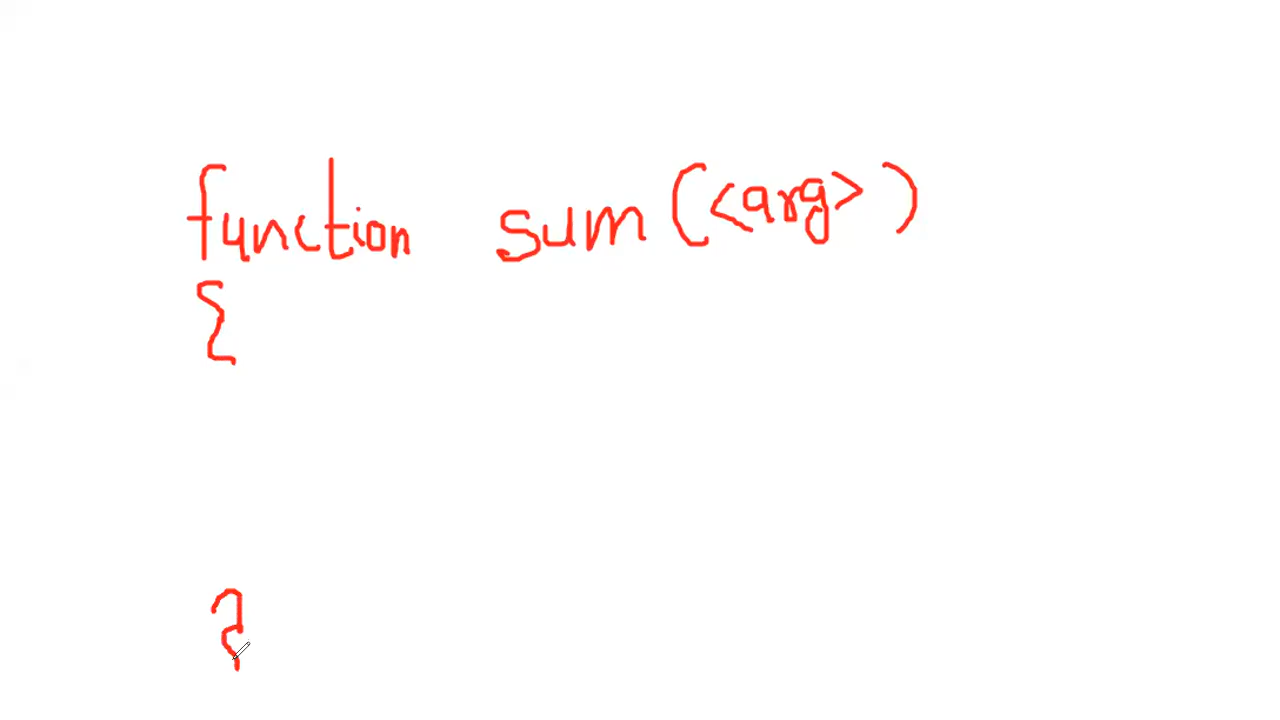 function sum(<arg>)
{
}